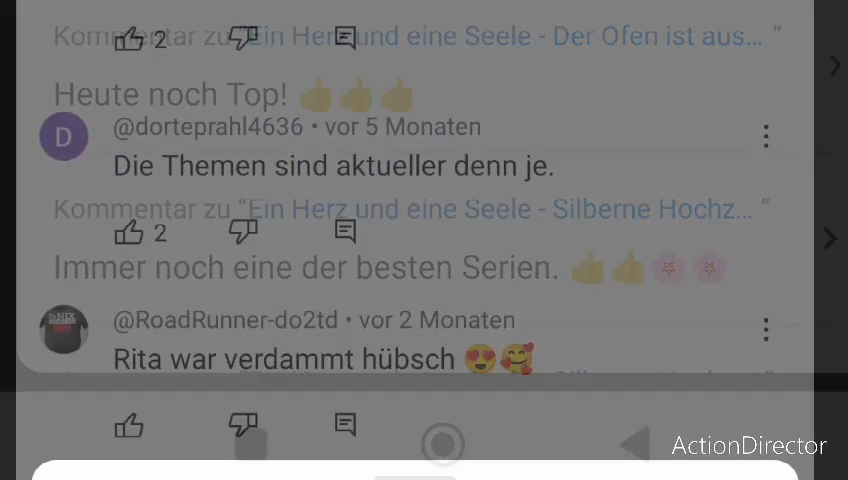 Kommentar zu “Ein Herz und eine Seele - Der Ofen ist aus... ”
2
Heute noch Top! 👍👍👍
D
@dorteprahl4636 • vor 5 Monaten
Die Themen sind aktueller denn je.
Kommentar zu “Ein Herz und eine Seele - Silberne Hochz... ”
2
Immer noch eine der besten Serien. 👍👍🌸🌸
@RoadRunner-do2td • vor 2 Monaten
Rita war verdammt hübsch 😍🥰
ActionDirector